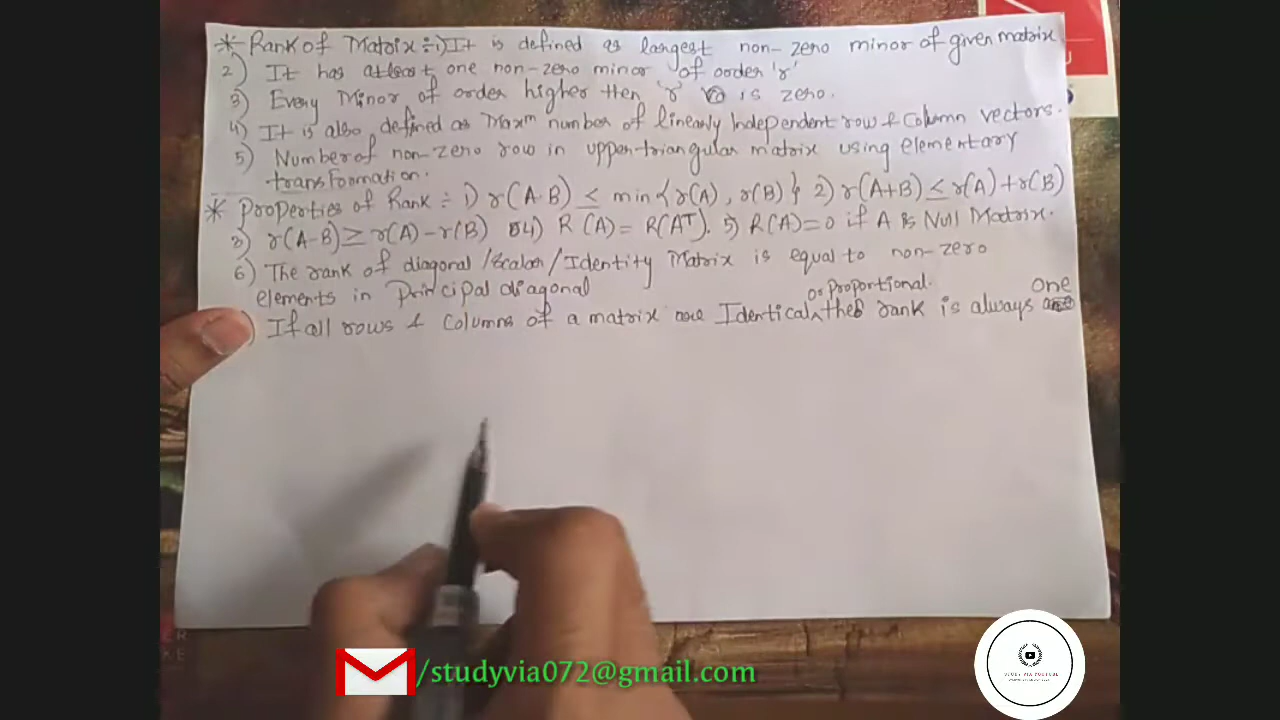 * Rank of Matrix ÷ 1) It is defined as largest non-zero minor of given matrix
2) It has atleast one non-zero minor of order 'r'
3) Every Minor of order higher then 'r' is zero.
4) It is also defined as Maxᵐ number of linearly Independent row & Column vectors.
5) Number of non-zero row in upper triangular matrix using elementary
transformation.
* Properties of Rank ÷ 1) r(A·B) ≤ min{r(A), r(B)} 2) r(A+B) ≤ r(A)+r(B)
3) r(A-B) ≥ r(A)-r(B) 4) R(A) = R(Aᵀ). 5) R(A)=0 if A is Null Matrix.
6) The rank of diagonal/Scalar/Identity Matrix is equal to non-zero
elements in Principal diagonal
or proportional. one
) If all rows & Columns of a matrix are Identical, then rank is always
/studyvia072@gmail.com
STUDY VIA YOUTUBE